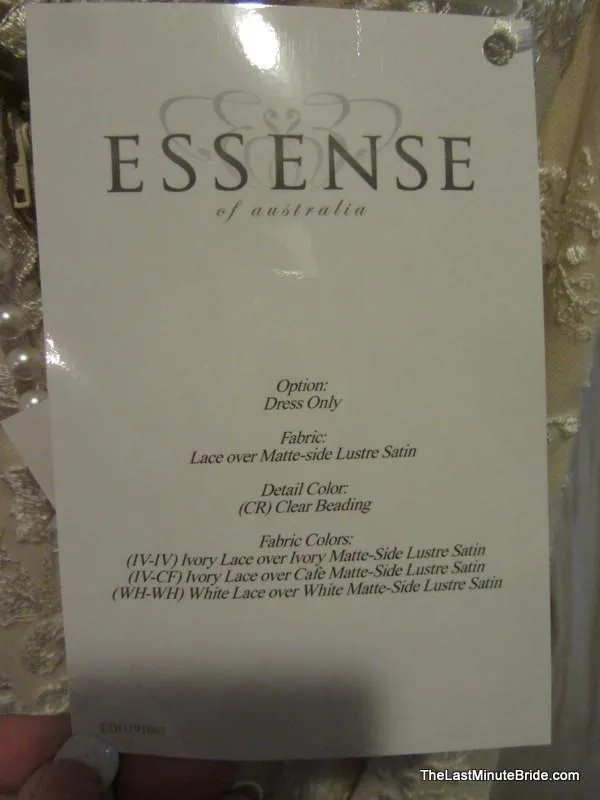 ESSENSE
of australia
Option:
Dress Only
Fabric:
Lace over Matte-side Lustre Satin
Detail Color:
(CR) Clear Beading
Fabric Colors:
(IV-IV) Ivory Lace over Ivory Matte-Side Lustre Satin
(IV-CF) Ivory Lace over Cafe Matte-Side Lustre Satin
(WH-WH) White Lace over White Matte-Side Lustre Satin
TheLastMinuteBride.com